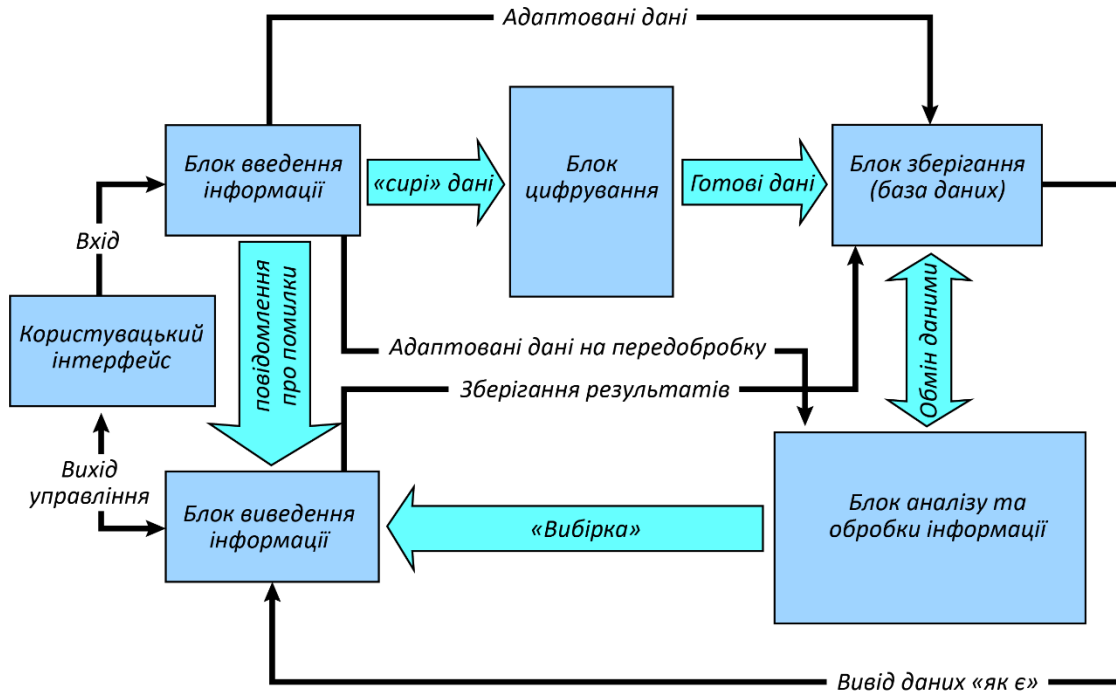 Адаптовані дані
Блок введення
інформації
«сирі» дані
Блок
цифрування
Готові дані
Блок зберігання
(база даних)
Вхід
Користувацький
інтерфейс
повідомлення
про помилки
Обмін даними
Адаптовані дані на передобробку
Зберігання результатів
Вихід
управління
Блок виведення
інформації
«Вибірка»
Блок аналізу та
обробки інформації
Вивід даних «як є»